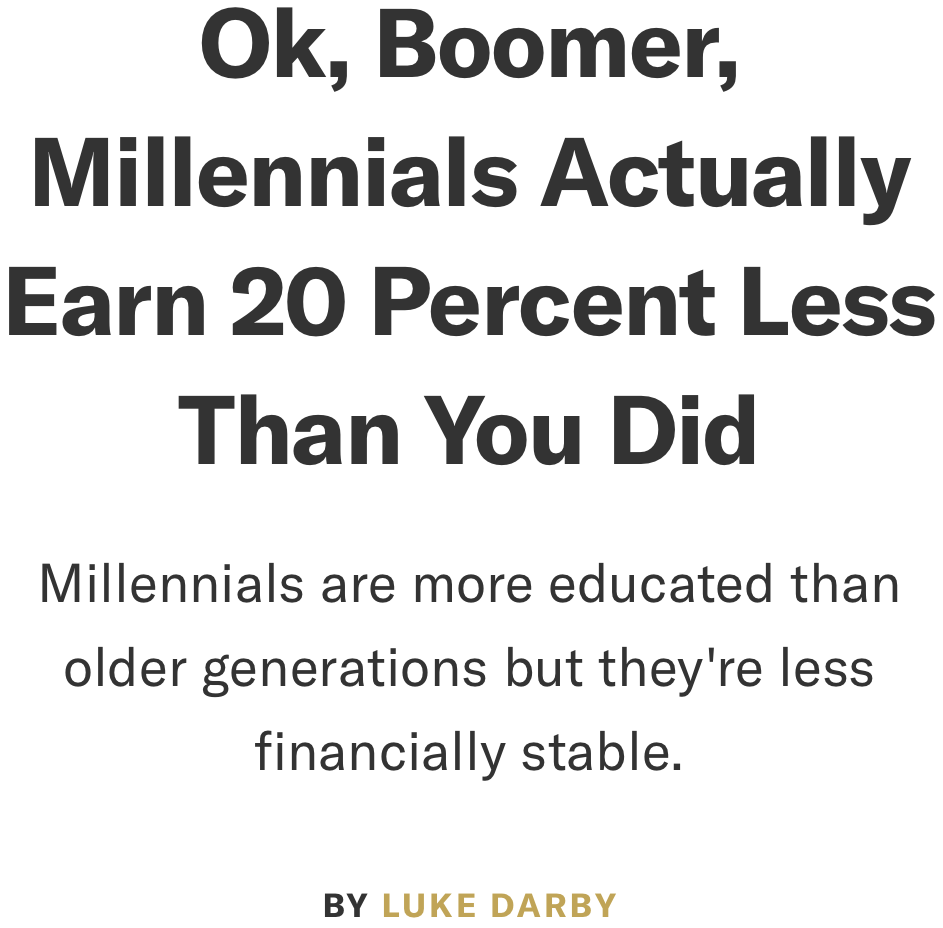 Ok, Boomer,
Millennials Actually
Earn 20 Percent Less
Than You Did
Millennials are more educated than
older generations but they're less
financially stable.
BY LUKE DARBY